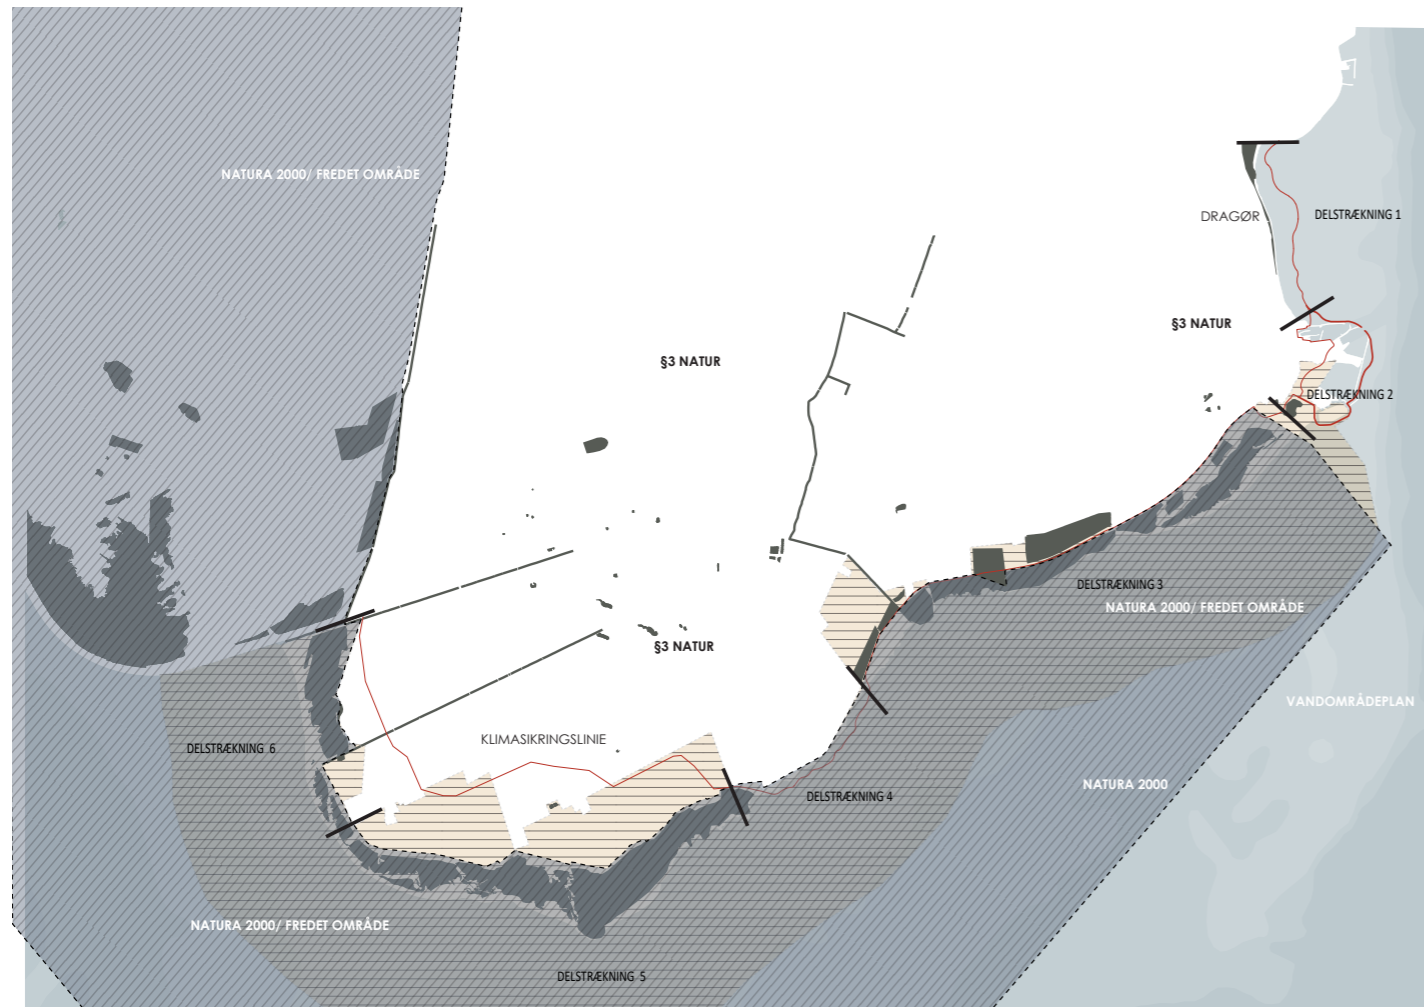 NATURA 2000/ FREDET OMRÅDE
DRAGØR
DELSTRÆKNING 1
§3 NATUR
§3 NATUR
DELSTRÆKNING 2
DELSTRÆKNING 3
NATURA 2000/ FREDET OMRÅDE
§3 NATUR
VANDOMRÅDEPLAN
KLIMASIKRINGSLINIE
DELSTRÆKNING 6
NATURA 2000
DELSTRÆKNING 4
NATURA 2000/ FREDET OMRÅDE
DELSTRÆKNING 5